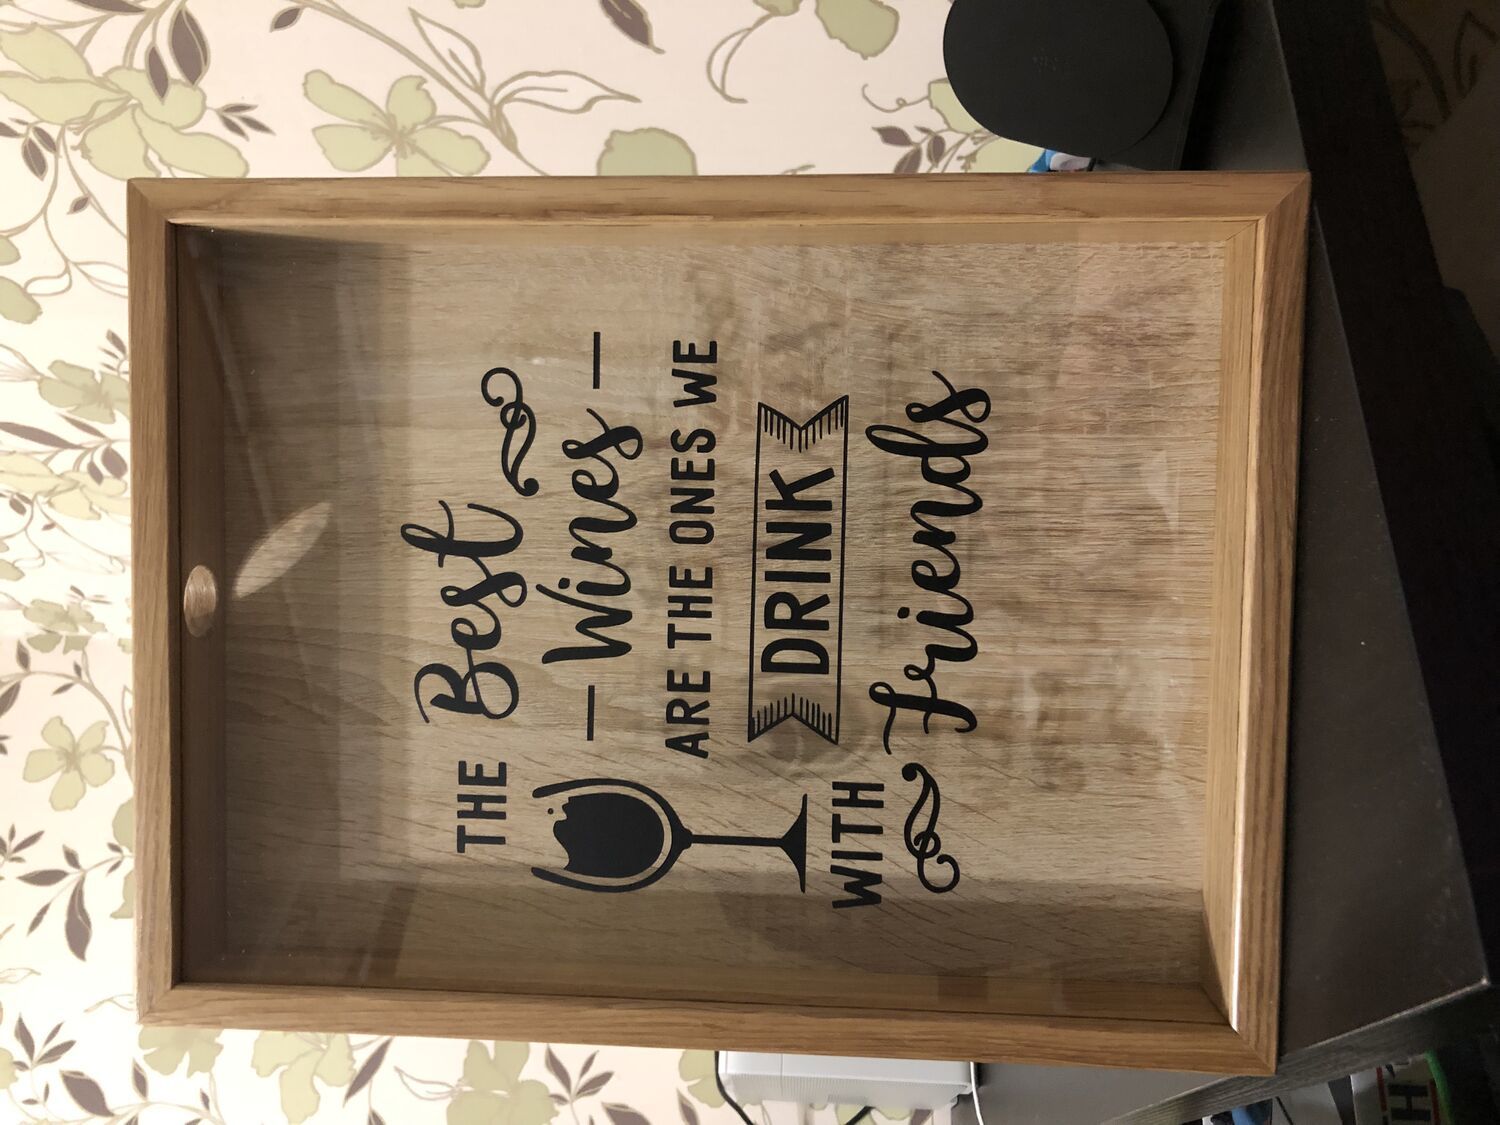 THE Best
Wines
ARE THE ONES WE
DRINK
WITH Friends